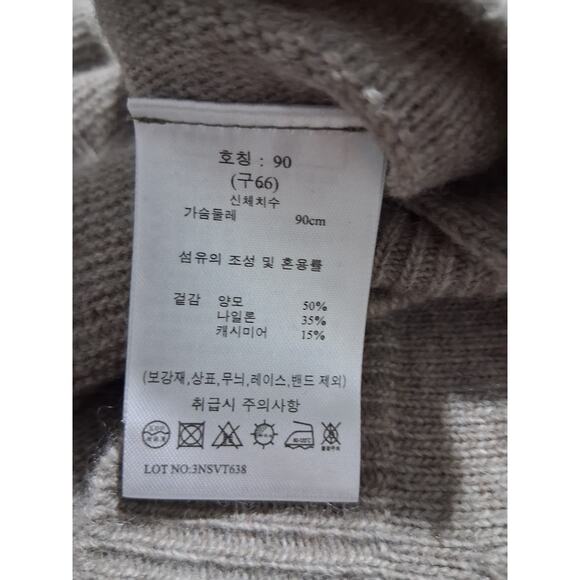 호칭 : 90
(구66)
신체치수
가슴둘레 90cm
섬유의 조성 및 혼용률
겉감 양모 50%
나일론 35%
캐시미어 15%
(보강재,상표,무늬,레이스,밴드 제외)
취급시 주의사항
LOT NO:3NSVT638